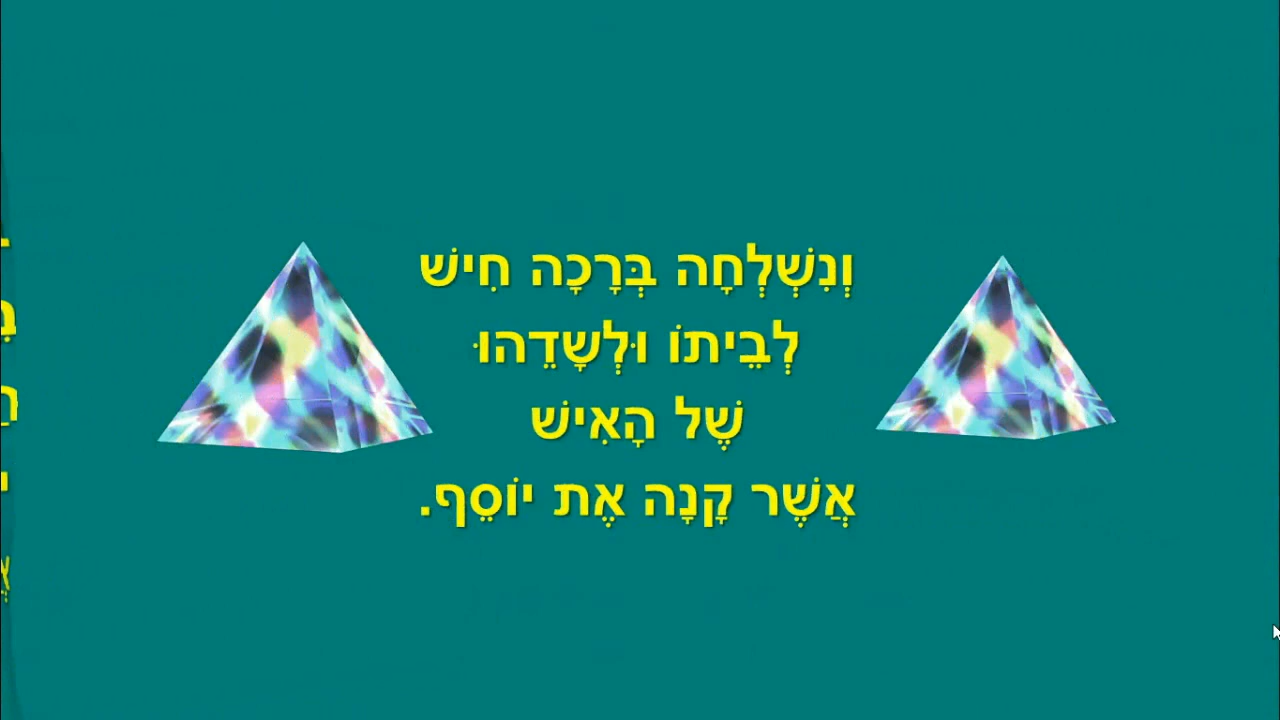 וְנִשְׁלְחָה בְּרָכָה חִישׁ
לְבֵיתוֹ וּלְשָׂדֵהוּ
שֶׁל הָאִישׁ
אֲשֶׁר קָנָה אֶת יוֹסֵף.